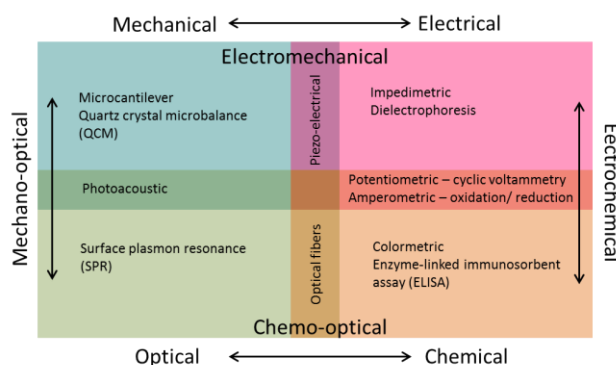 Mechanical
Electrical
Electromechanical
Microcantilever
Quartz crystal microbalance
(QCM)
Piezo-electrical
Impedimetric
Dielectrophoresis
Mechano-optical
Electrochemical
Photoacoustic
Potentiometric – cyclic voltammetry
Amperometric – oxidation/ reduction
Surface plasmon resonance
(SPR)
Optical fibers
Colormetric
Enzyme-linked immunosorbent
assay (ELISA)
Chemo-optical
Optical
Chemical